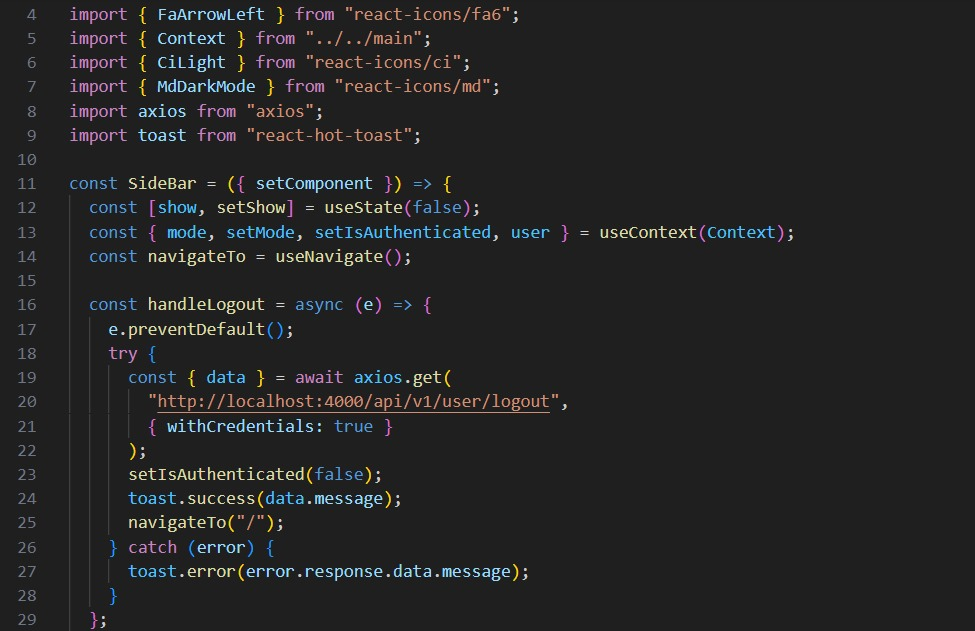 4 import { FaArrowLeft } from "react-icons/fa6";
5 import { Context } from "../../main";
6 import { CiLight } from "react-icons/ci";
7 import { MdDarkMode } from "react-icons/md";
8 import axios from "axios";
9 import toast from "react-hot-toast";
10
11 const SideBar = ({ setComponent }) => {
12   const [show, setShow] = useState(false);
13   const { mode, setMode, setIsAuthenticated, user } = useContext(Context);
14   const navigateTo = useNavigate();
15
16   const handleLogout = async (e) => {
17     e.preventDefault();
18     try {
19       const { data } = await axios.get(
20         "http://localhost:4000/api/v1/user/logout",
21         { withCredentials: true }
22       );
23       setIsAuthenticated(false);
24       toast.success(data.message);
25       navigateTo("/");
26     } catch (error) {
27       toast.error(error.response.data.message);
28     }
29   };